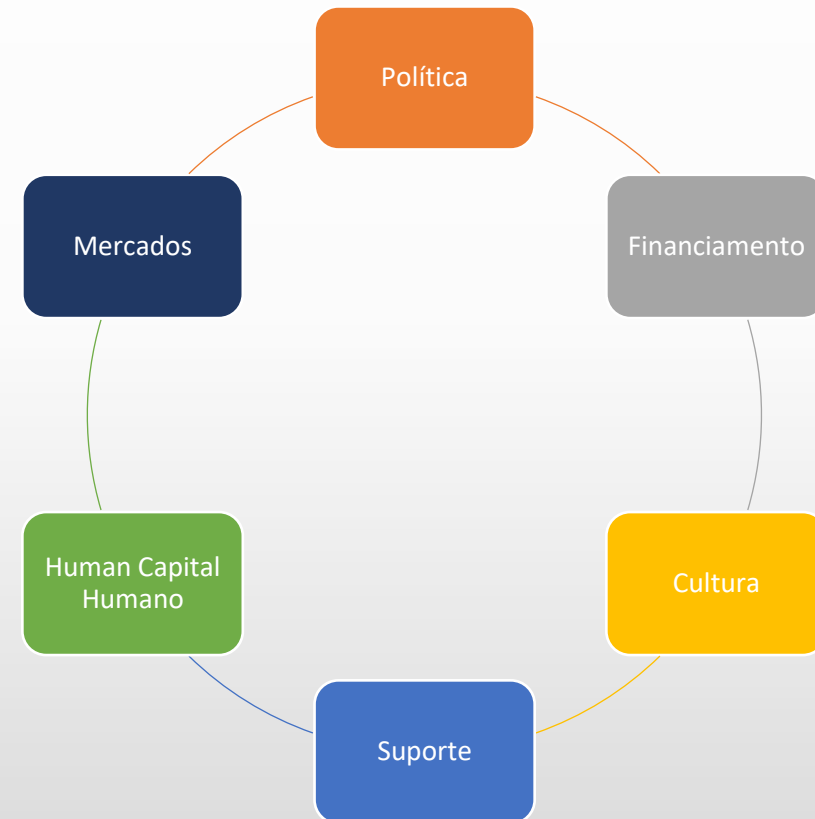 Política
Financiamento
Cultura
Suporte
Human Capital
Humano
Mercados